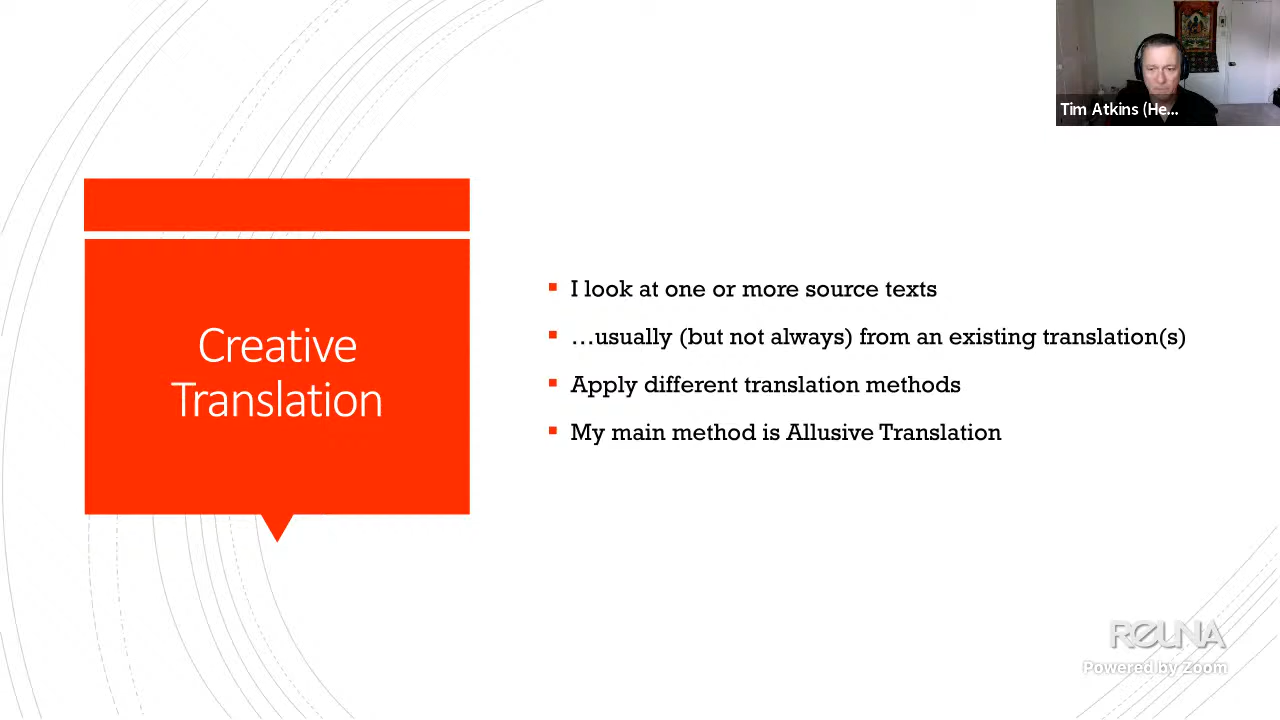 Tim Atkins (He...
Creative
Translation
I look at one or more source texts
...usually (but not always) from an existing translation(s)
Apply different translation methods
My main method is Allusive Translation
RELNA
Powered by Zoom